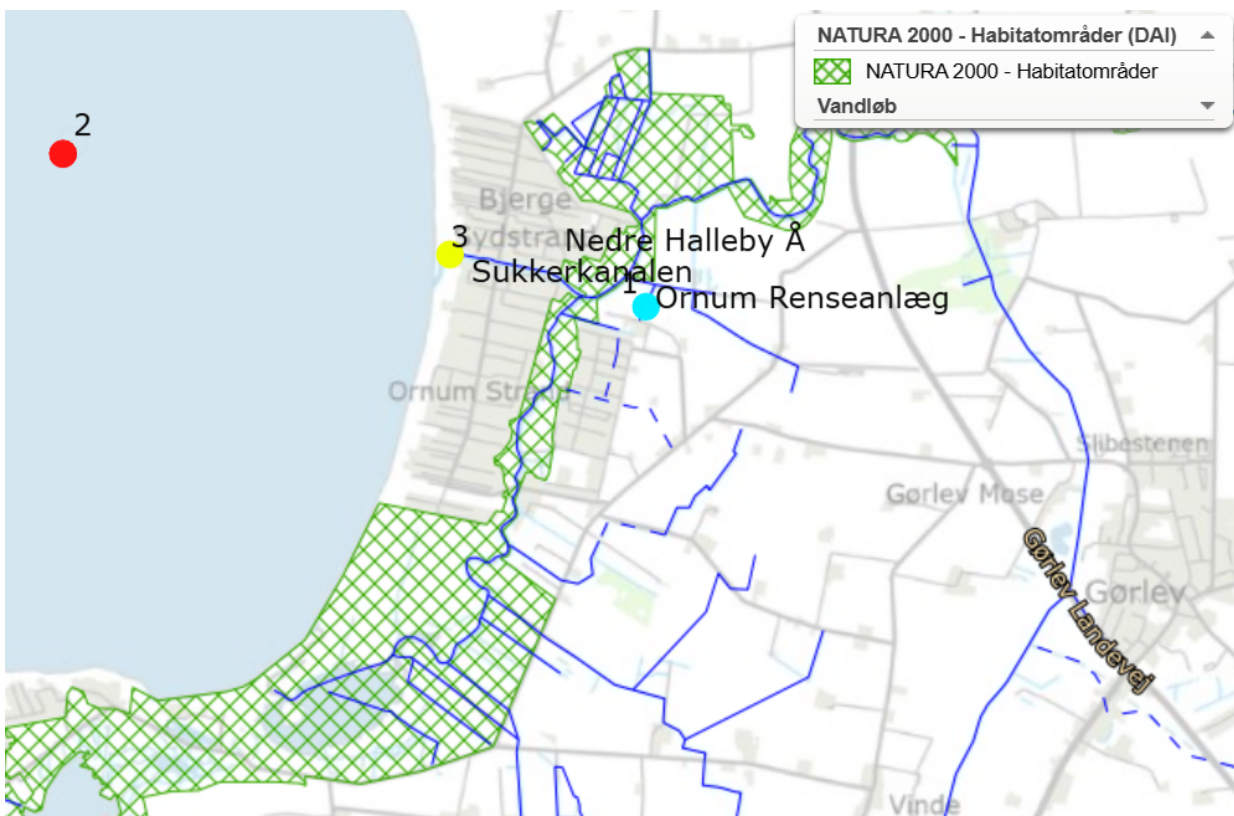 NATURA 2000 - Habitatområder (DAI)
NATURA 2000 - Habitatområder
Vandløb
2
Bjerge
Sydstrand
3
Nedre Halleby Å
Sukkerkanalen
1
Ornum Renseanlæg
Ornum Strand
Slibestenen
Gørlev Mose
Gørlev Landevej
Gørlev
Vinde